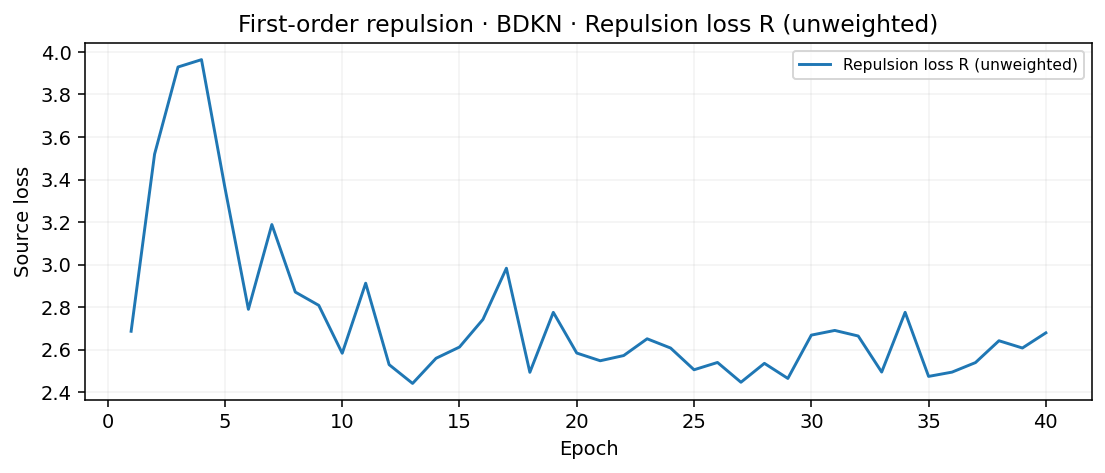 First-order repulsion · BDKN · Repulsion loss R (unweighted)
Repulsion loss R (unweighted)
Source loss
4.0
3.8
3.6
3.4
3.2
3.0
2.8
2.6
2.4
0 5 10 15 20 25 30 35 40
Epoch